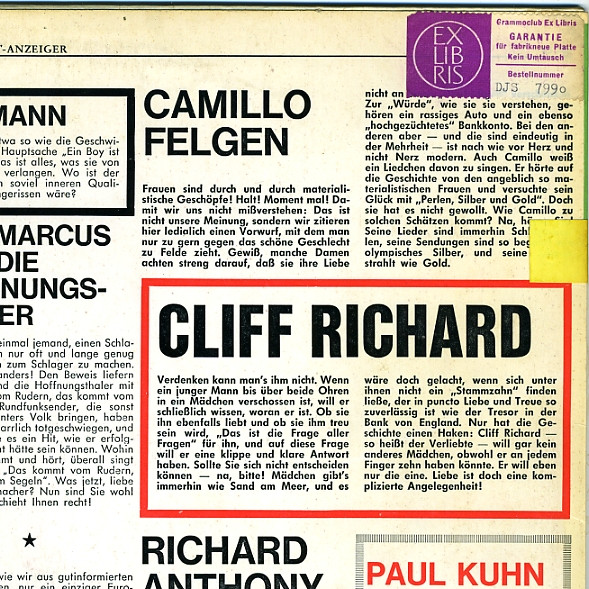 T-ANZEIGER
EX
LIB
RIS
Grammoclub Ex Libris
GARANTIE
für fabrikneue Platte
Kein Umtausch
Bestellnummer
DJS 7990
MANN
etwa so wie die Geschwi-
Hauptsache „Ein Boy ist
as ist alles, was sie von
verlangen. Wo ist der
n soviel inneren Quali-
ngerissen wäre?
MARCUS
DIE
NUNGS-
ER
einmal jemand, einen Schla-
n nur oft und lange genug
n zum Schlager zu machen.
anders! Den Beweis liefern
nd die Hoffnungsthaler mit
om Rudern, das kommt vom
Rundfunksender, die sonst
nters Volk bringen, haben
arrlich totgeschwiegen, und
e es ein Hit, wie er erfolg-
t hätte sein können. Wohin
mt und hört, überall singt
„Das kommt vom Rudern,
m Segeln“. Was jetzt, liebe
macher? Nun sind Sie wohl
chieht Ihnen recht!
★
wie wir aus gutinformierten
en, nur ein einziger Euro-
CAMILLO
FELGEN
Frauen sind durch und durch materiali-
stische Geschöpfe! Halt! Moment mal! Da-
mit wir uns nicht mißverstehen: Das ist
nicht unsere Meinung, sondern wir zitieren
hier lediglich einen Vorwurf, mit dem man
nur zu gern gegen das schöne Geschlecht
zu Felde zieht. Gewiß, manche Damen
achten streng darauf, daß sie ihre Liebe
nicht an
Zur „Würde“, wie sie sie verstehen, ge-
hören ein rassiges Auto und ein ebenso
„hochgezüchtetes“ Bankkonto. Bei den an-
deren aber — und die sind eindeutig in
der Mehrheit — ist nach wie vor Herz und
nicht Nerz modern. Auch Camillo weiß
ein Liedchen davon zu singen. Er hörte auf
die Geschichte von den angeblich so ma-
terialistischen Frauen und versuchte sein
Glück mit „Perlen, Silber und Gold“. Doch
sie hat es nicht gewollt. Wie Camillo zu
solchen Schätzen kommt? Na,
Seine Lieder sind immerhin
len, seine Sendungen sind so
olympisches Silber, und seine
strahlt wie Gold.
CLIFF RICHARD
Verdenken kann man's ihm nicht. Wenn
ein junger Mann bis über beide Ohren
in ein Mädchen verschossen ist, will er
schließlich wissen, woran er ist. Ob sie
ihn ebenfalls liebt und ob sie ihm treu
sein wird, „Das ist die Frage aller
Fragen“ für ihn, und auf diese Frage
will er eine klippe und klare Antwort
haben. Sollte Sie sich nicht entscheiden
können — na, bitte! Mädchen gibt's
immerhin wie Sand am Meer, und es
wäre doch gelacht, wenn sich unter
ihnen nicht ein „Stammzahn“ finden
ließe, der in puncto Liebe und Treue so
zuverlässig ist wie der Tresor in der
Bank von England. Nur hat die Ge-
schichte einen Haken: Cliff Richard —
so heißt der Verliebte — will gar kein
anderes Mädchen, obwohl er an jedem
Finger zehn haben könnte. Er will eben
nur die eine. Liebe ist doch eine kom-
plizierte Angelegenheit!
RICHARD
ANTHONY
PAUL KUHN